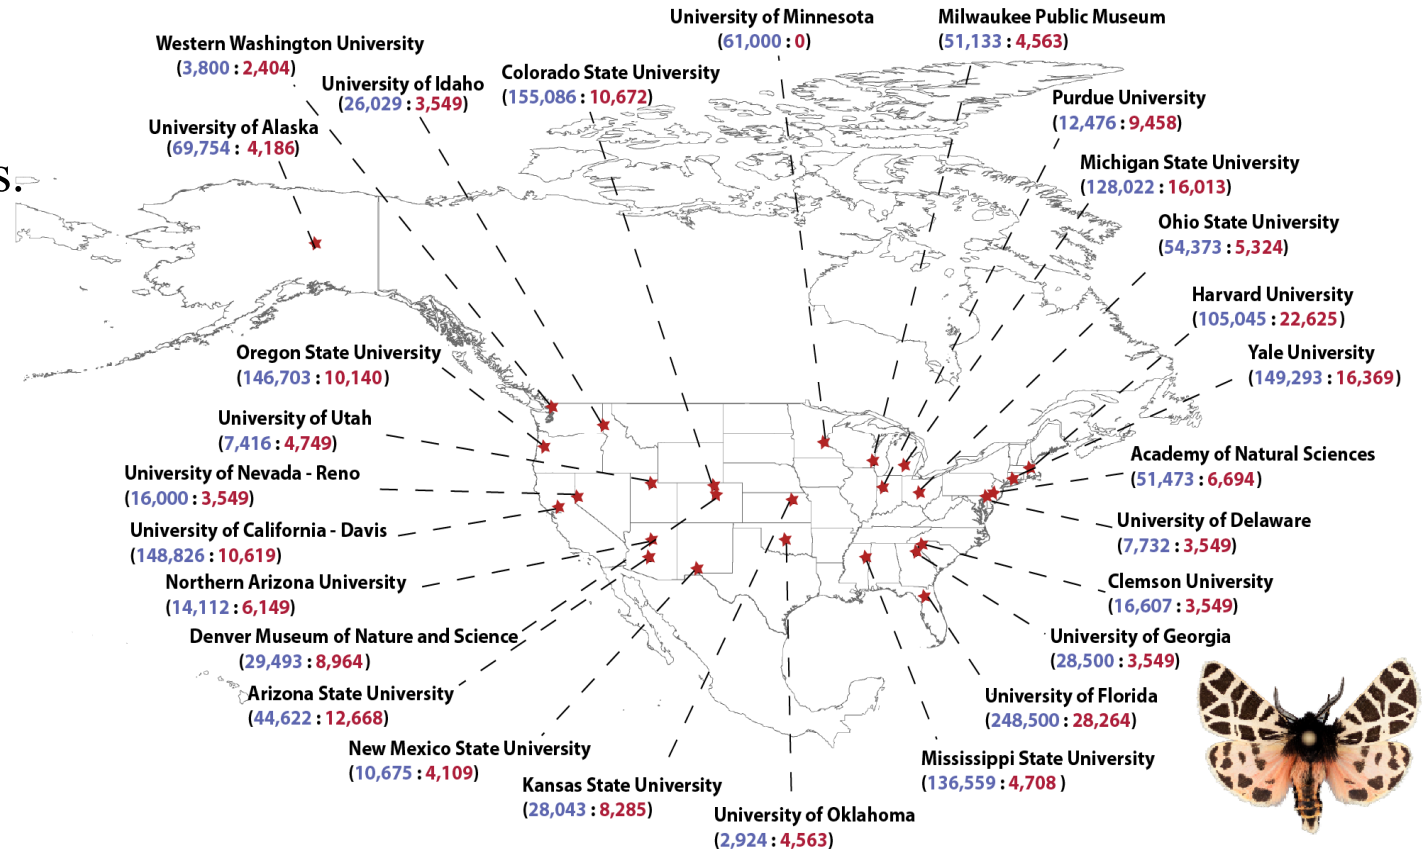 University of Minnesota
(61,000 : 0)
Milwaukee Public Museum
(51,133 : 4,563)
Western Washington University
(3,800 : 2,404)
University of Idaho
(26,029 : 3,549)
Colorado State University
(155,086 : 10,672)
Purdue University
(12,476 : 9,458)
University of Alaska
(69,754 : 4,186)
Michigan State University
(128,022 : 16,013)
s.
Ohio State University
(54,373 : 5,324)
Harvard University
(105,045 : 22,625)
Oregon State University
(146,703 : 10,140)
Yale University
(149,293 : 16,369)
University of Utah
(7,416 : 4,749)
Academy of Natural Sciences
(51,473 : 6,694)
University of Nevada - Reno
(16,000 : 3,549)
University of Delaware
(7,732 : 3,549)
University of California - Davis
(148,826 : 10,619)
Northern Arizona University
(14,112 : 6,149)
Clemson University
(16,607 : 3,549)
Denver Museum of Nature and Science
(29,493 : 8,964)
University of Georgia
(28,500 : 3,549)
Arizona State University
(44,622 : 12,668)
University of Florida
(248,500 : 28,264)
New Mexico State University
(10,675 : 4,109)
Mississippi State University
(136,559 : 4,708 )
Kansas State University
(28,043 : 8,285)
University of Oklahoma
(2,924 : 4,563)